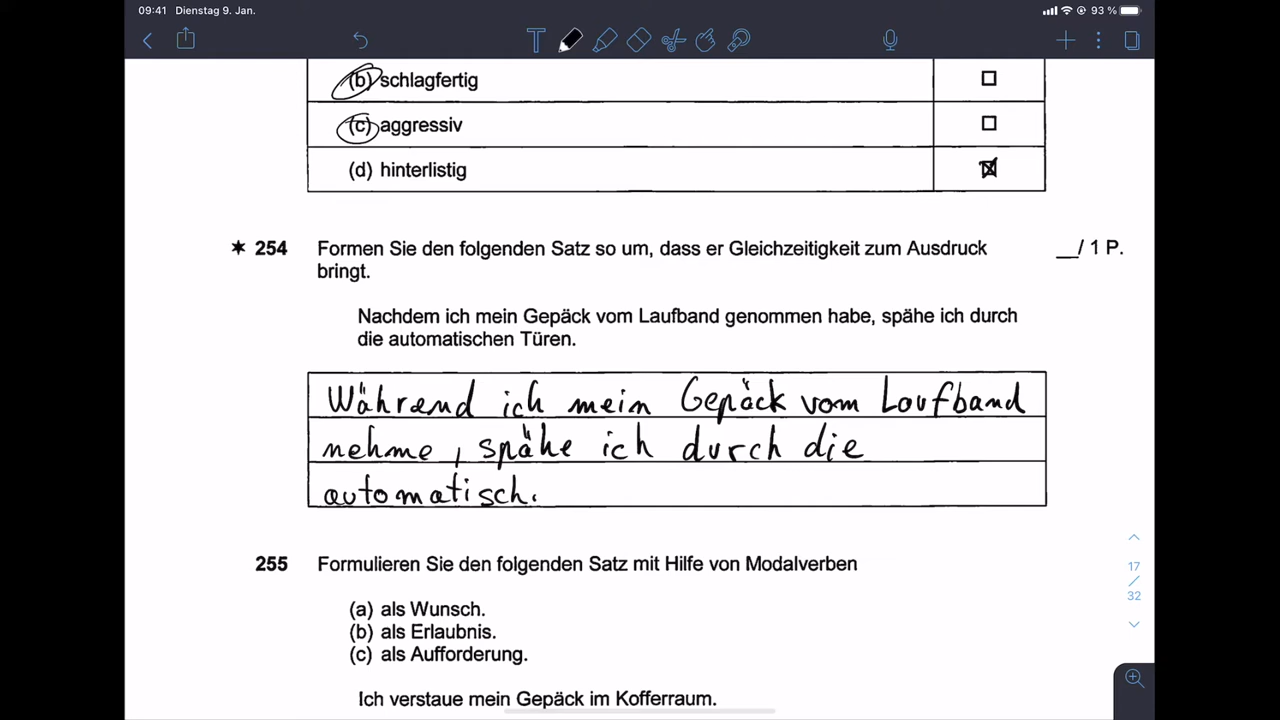 09:41 Dienstag 9. Jan. 93 %
(b) schlagfertig
(c) aggressiv
(d) hinterlistig
✶ 254 Formen Sie den folgenden Satz so um, dass er Gleichzeitigkeit zum Ausdruck __/ 1 P.
bringt.
Nachdem ich mein Gepäck vom Laufband genommen habe, spähe ich durch
die automatischen Türen.
Während ich mein Gepäck vom Laufband
nehme, spähe ich durch die
automatisch.
255 Formulieren Sie den folgenden Satz mit Hilfe von Modalverben
(a) als Wunsch.
(b) als Erlaubnis.
(c) als Aufforderung.
Ich verstaue mein Gepäck im Kofferraum.
17
/
32